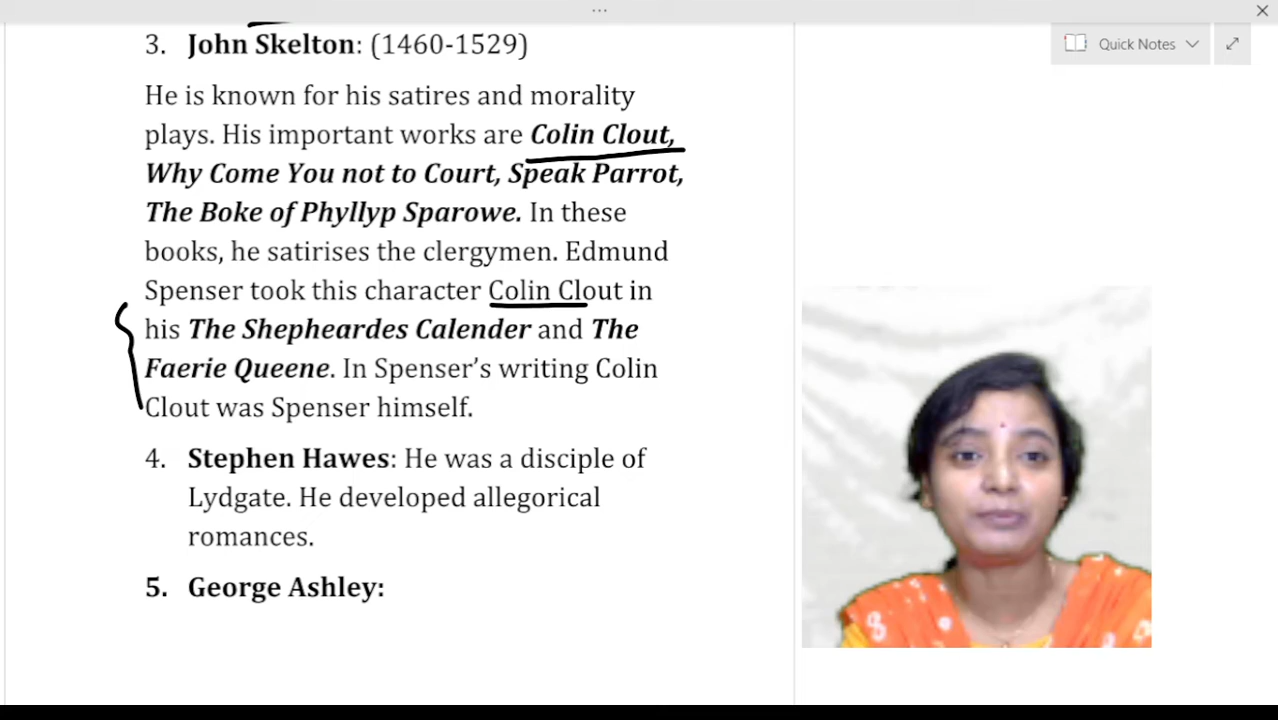 Quick Notes
3. John Skelton: (1460-1529)
He is known for his satires and morality
plays. His important works are Colin Clout,
Why Come You not to Court, Speak Parrot,
The Boke of Phyllyp Sparowe. In these
books, he satirises the clergymen. Edmund
Spenser took this character Colin Clout in
his The Shepheardes Calender and The
Faerie Queene. In Spenser’s writing Colin
Clout was Spenser himself.
4. Stephen Hawes: He was a disciple of
Lydgate. He developed allegorical
romances.
5. George Ashley: